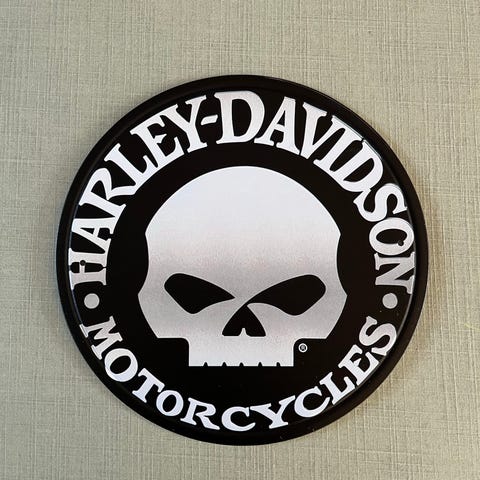 HARLEY-DAVIDSON
• MOTORCYCLES •
®